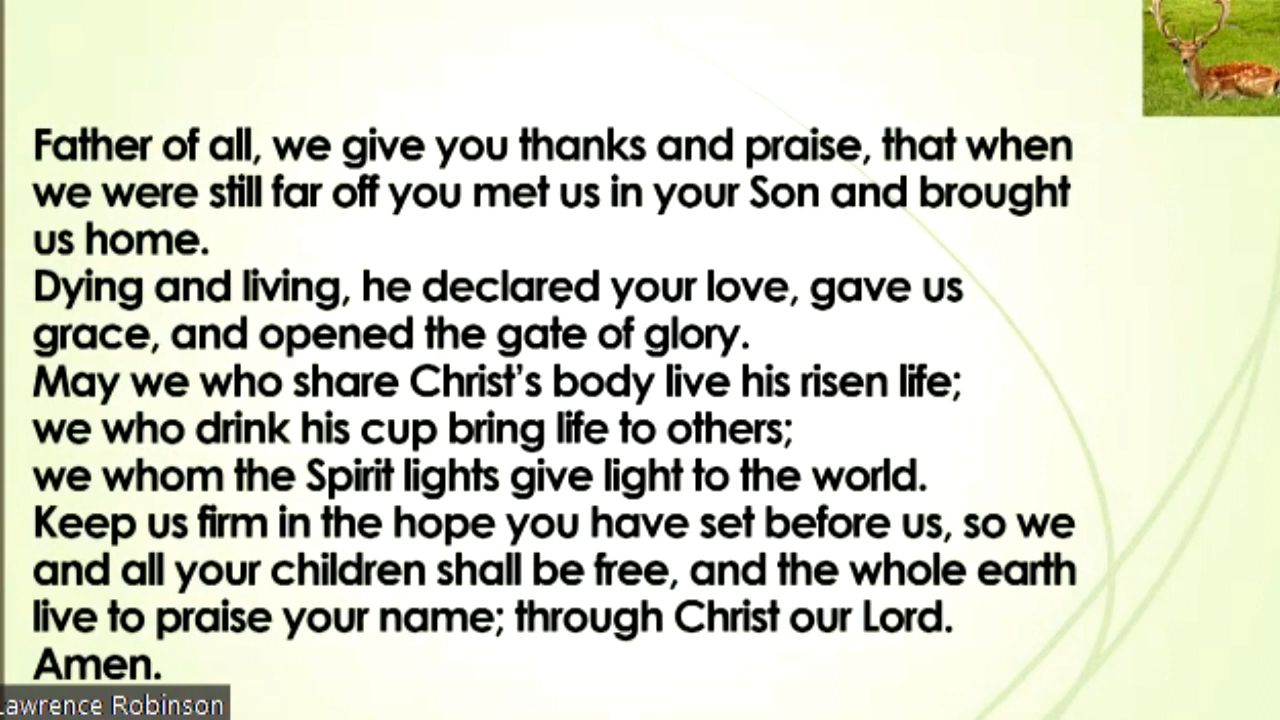 Father of all, we give you thanks and praise, that when
we were still far off you met us in your Son and brought
us home.
Dying and living, he declared your love, gave us
grace, and opened the gate of glory.
May we who share Christ's body live his risen life;
we who drink his cup bring life to others;
we whom the Spirit lights give light to the world.
Keep us firm in the hope you have set before us, so we
and all your children shall be free, and the whole earth
live to praise your name; through Christ our Lord.
Amen.
Lawrence Robinson